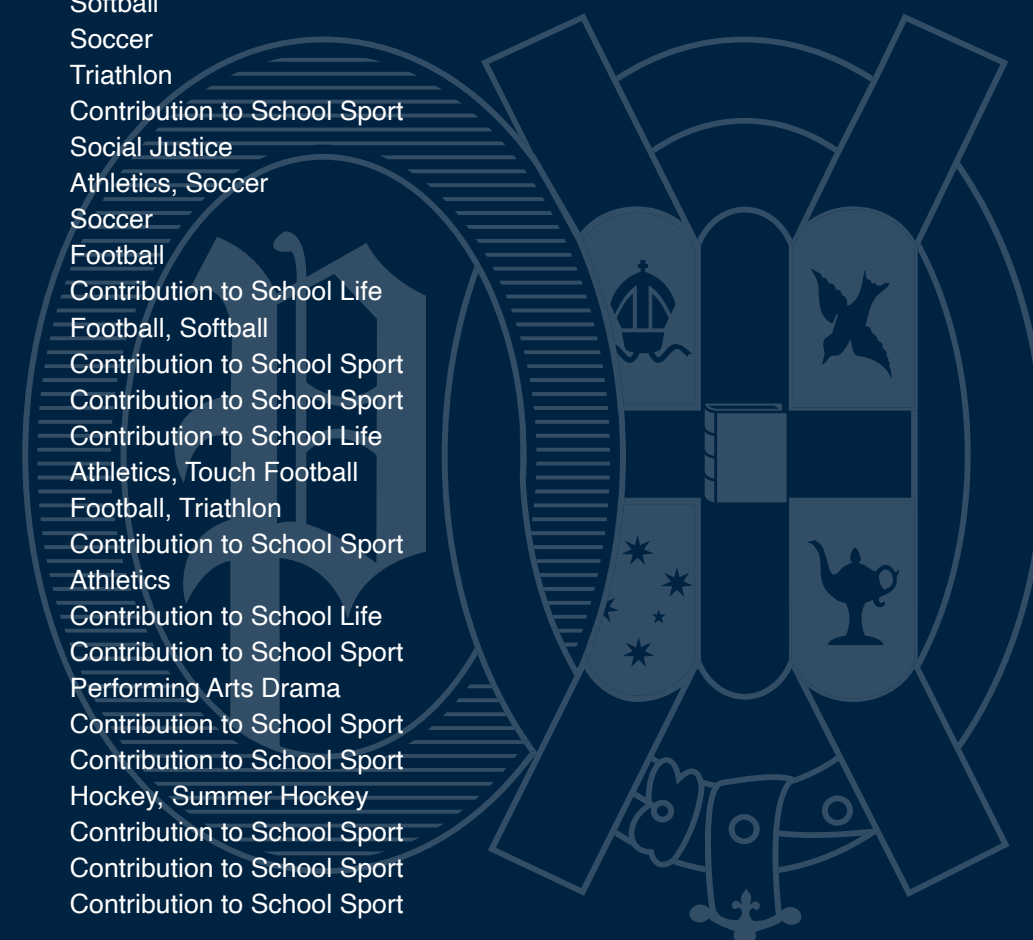 Softball
Soccer
Triathlon
Contribution to School Sport
Social Justice
Athletics, Soccer
Soccer
Football
Contribution to School Life
Football, Softball
Contribution to School Sport
Contribution to School Sport
Contribution to School Life
Athletics, Touch Football
Football, Triathlon
Contribution to School Sport
Athletics
Contribution to School Life
Contribution to School Sport
Performing Arts Drama
Contribution to School Sport
Contribution to School Sport
Hockey, Summer Hockey
Contribution to School Sport
Contribution to School Sport
Contribution to School Sport